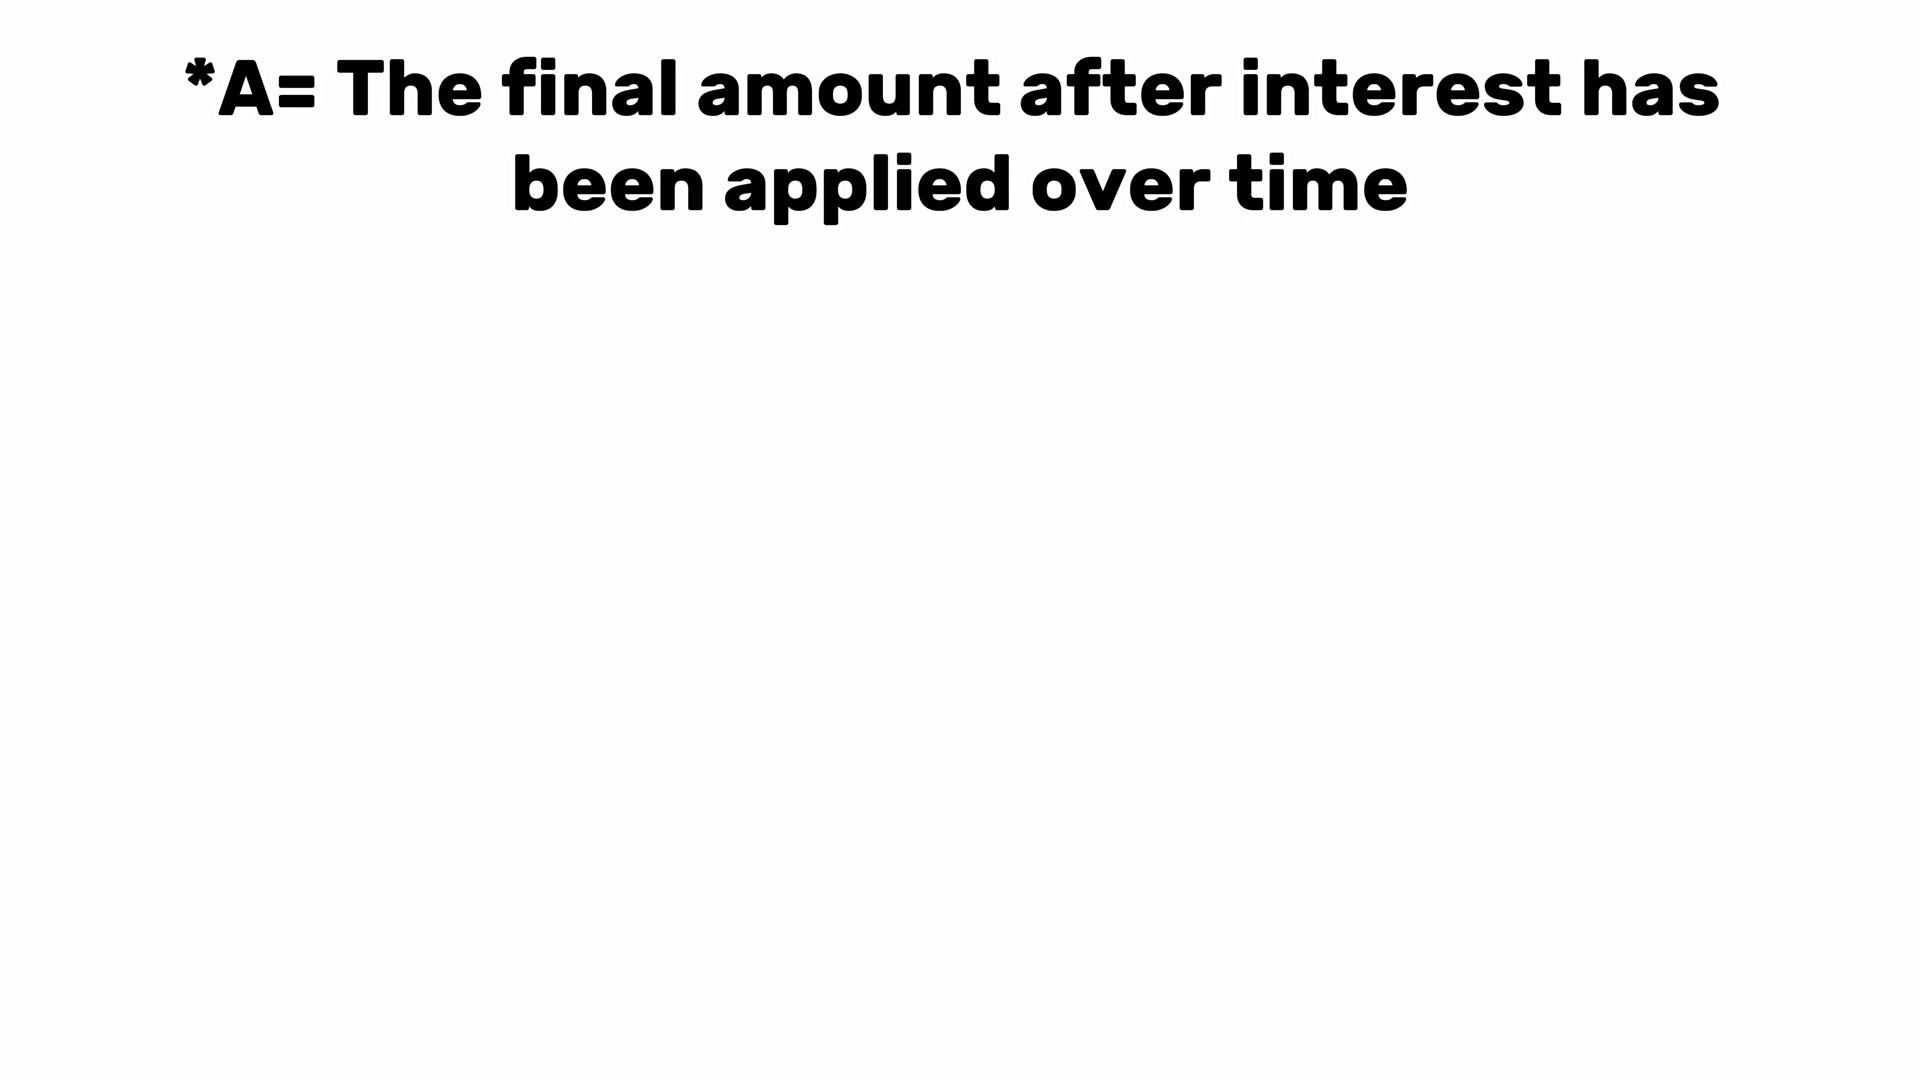 *A= The final amount after interest has
been applied over time